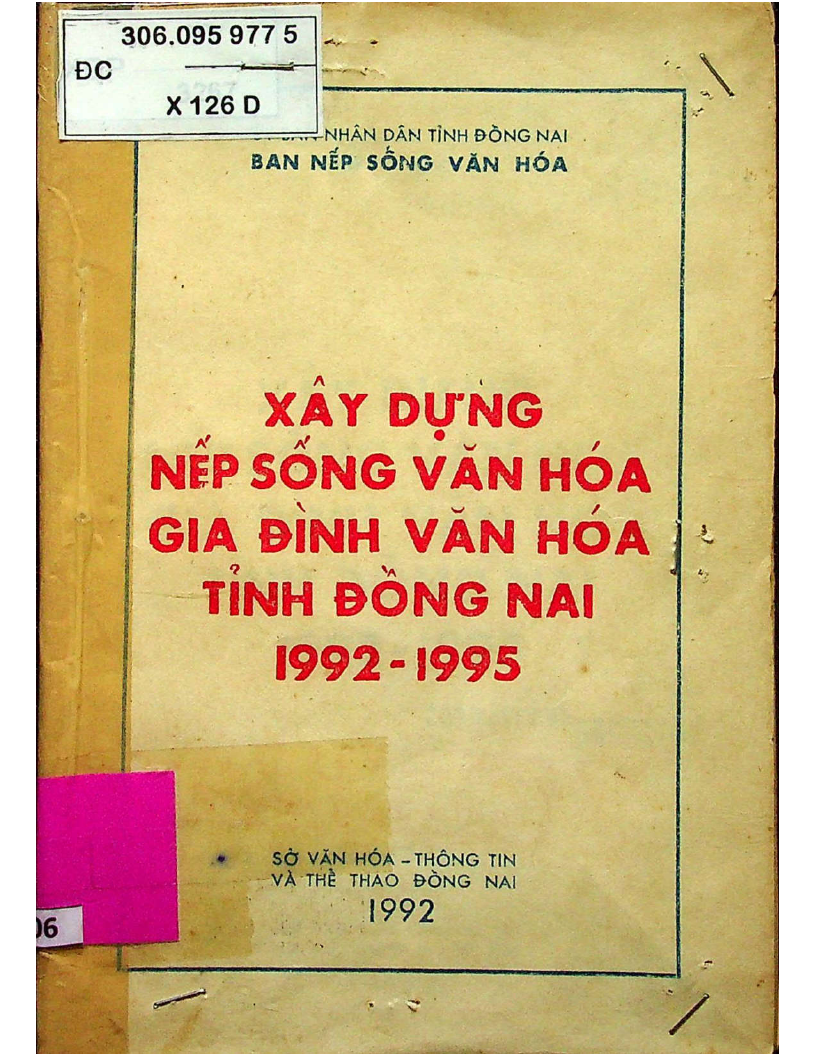 306.095 977 5
ĐC
X 126 D
NHÂN DÂN TỈNH ĐỒNG NAI
BAN NẾP SỐNG VĂN HÓA
XÂY DỰNG
NẾP SỐNG VĂN HÓA
GIA ĐÌNH VĂN HÓA
TỈNH ĐỒNG NAI
1992-1995
SỞ VĂN HÓA - THÔNG TIN
VÀ THỂ THAO ĐỒNG NAI
1992
06